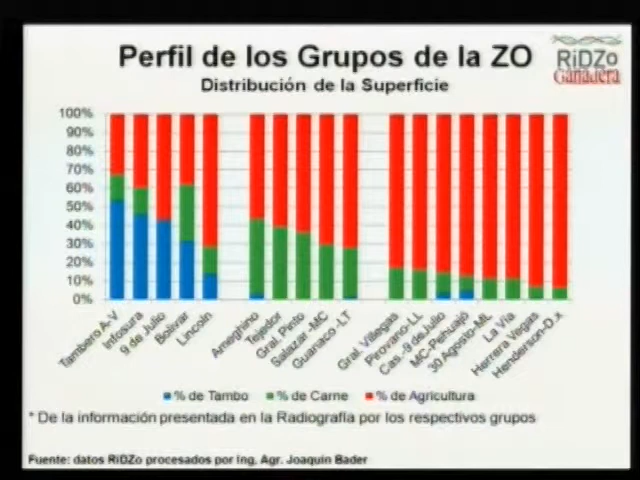 Perfil de los Grupos de la ZO
RiDZo
Ganadera
Distribución de la Superficie
100%
90%
80%
70%
60%
50%
40%
30%
20%
10%
0%
Tambero A-V
Infosura
9 de Julio
Bolivar
Lincoln
Ameghino
Tejedor
Gral. Pinto
Salazar -MC
Guanaco -LT
Gral. Villegas
Pirovano-LL
Cas.-9 de Julio
MC-Pehuajó
30 Agosto-ML
La Vía
Herrera Vegas
% de Tambo % de Carne % de Agricultura
* De la información presentada en la Radiografía por los respectivos grupos
Fuente: datos RiDZo procesados por Ing. Agr. Joaquin Bader